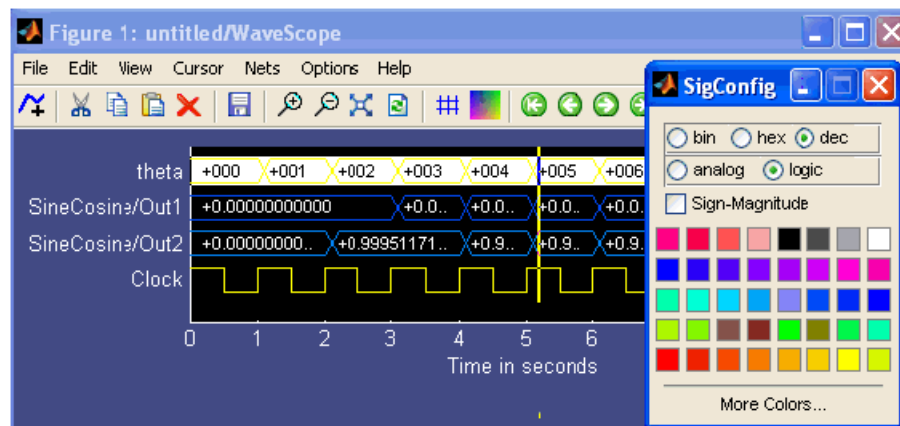 Figure 1: untitled/WaveScope
File Edit View Cursor Nets Options Help
SigConfig
bin hex dec
analog logic
Sign-Magnitude
theta +000 +001 +002 +003 +004 +005 +006
SineCosine/Out1 +0.00000000000 +0.0.. +0.0.. +0.0.. +0.0.
SineCosine/Out2 +0.00000000.. +0.99951171.. +0.9.. +0.9.. +0.9.
Clock
0 1 2 3 4 5 6
Time in seconds
More Colors...